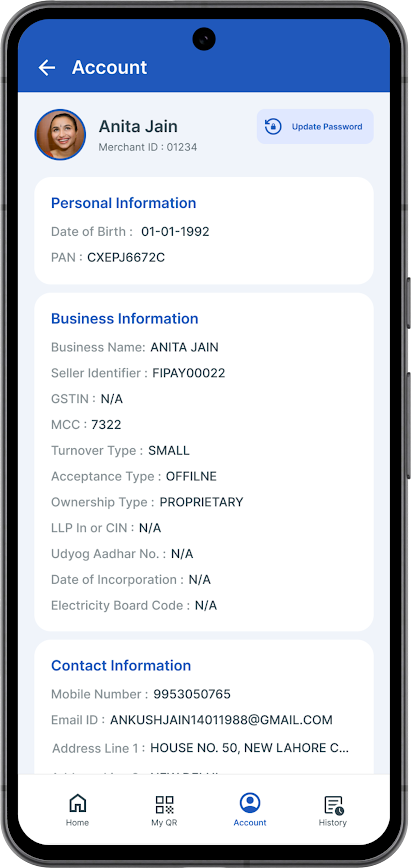 Account
Anita Jain
Merchant ID : 01234
Update Password
Personal Information
Date of Birth : 01-01-1992
PAN : CXEPJ6672C
Business Information
Business Name: ANITA JAIN
Seller Identifier : FIPAY00022
GSTIN : N/A
MCC : 7322
Turnover Type : SMALL
Acceptance Type : OFFILNE
Ownership Type : PROPRIETARY
LLP In or CIN : N/A
Udyog Aadhar No. : N/A
Date of Incorporation : N/A
Electricity Board Code : N/A
Contact Information
Mobile Number : 9953050765
Email ID : ANKUSHJAIN14011988@GMAIL.COM
Address Line 1 : HOUSE NO. 50, NEW LAHORE C...
Home
My QR
Account
History